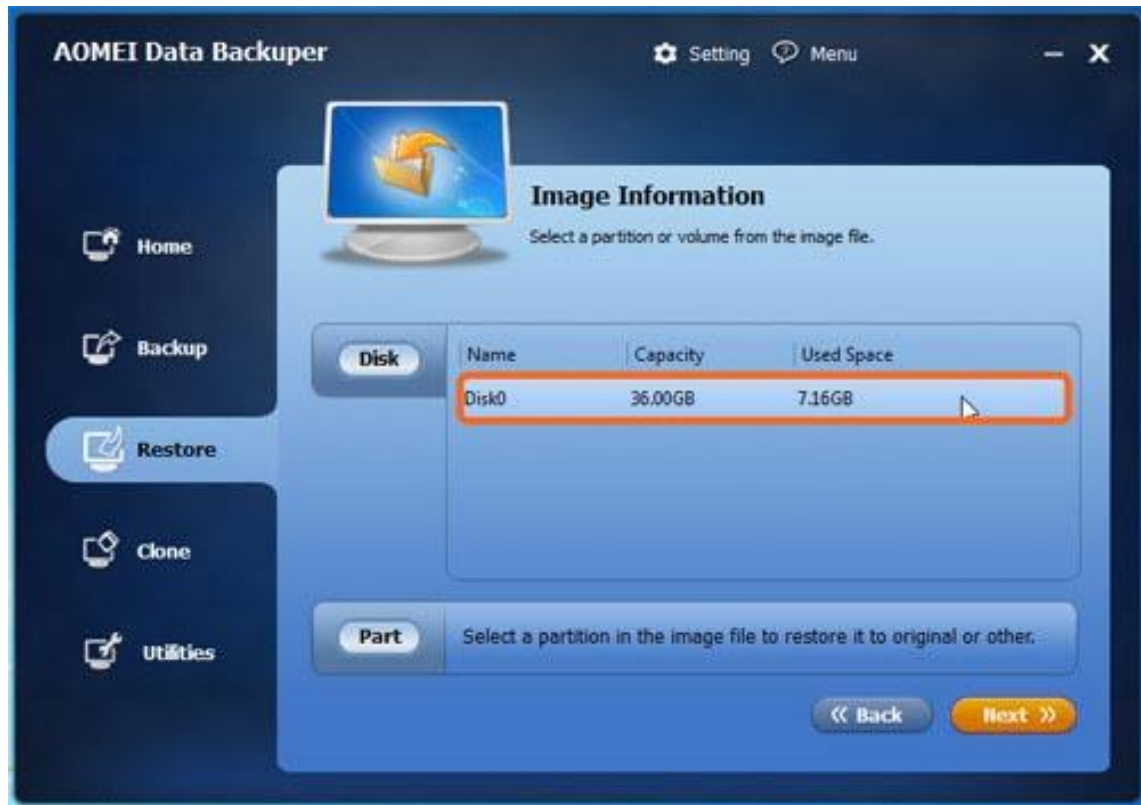 AOMEI Data Backuper
Setting Menu
Image Information
Select a partition or volume from the image file.
Home
Backup
Restore
Clone
Utilities
Disk
Name Capacity Used Space
Disk0 36.00GB 7.16GB
Part
Select a partition in the image file to restore it to original or other.
Back Next